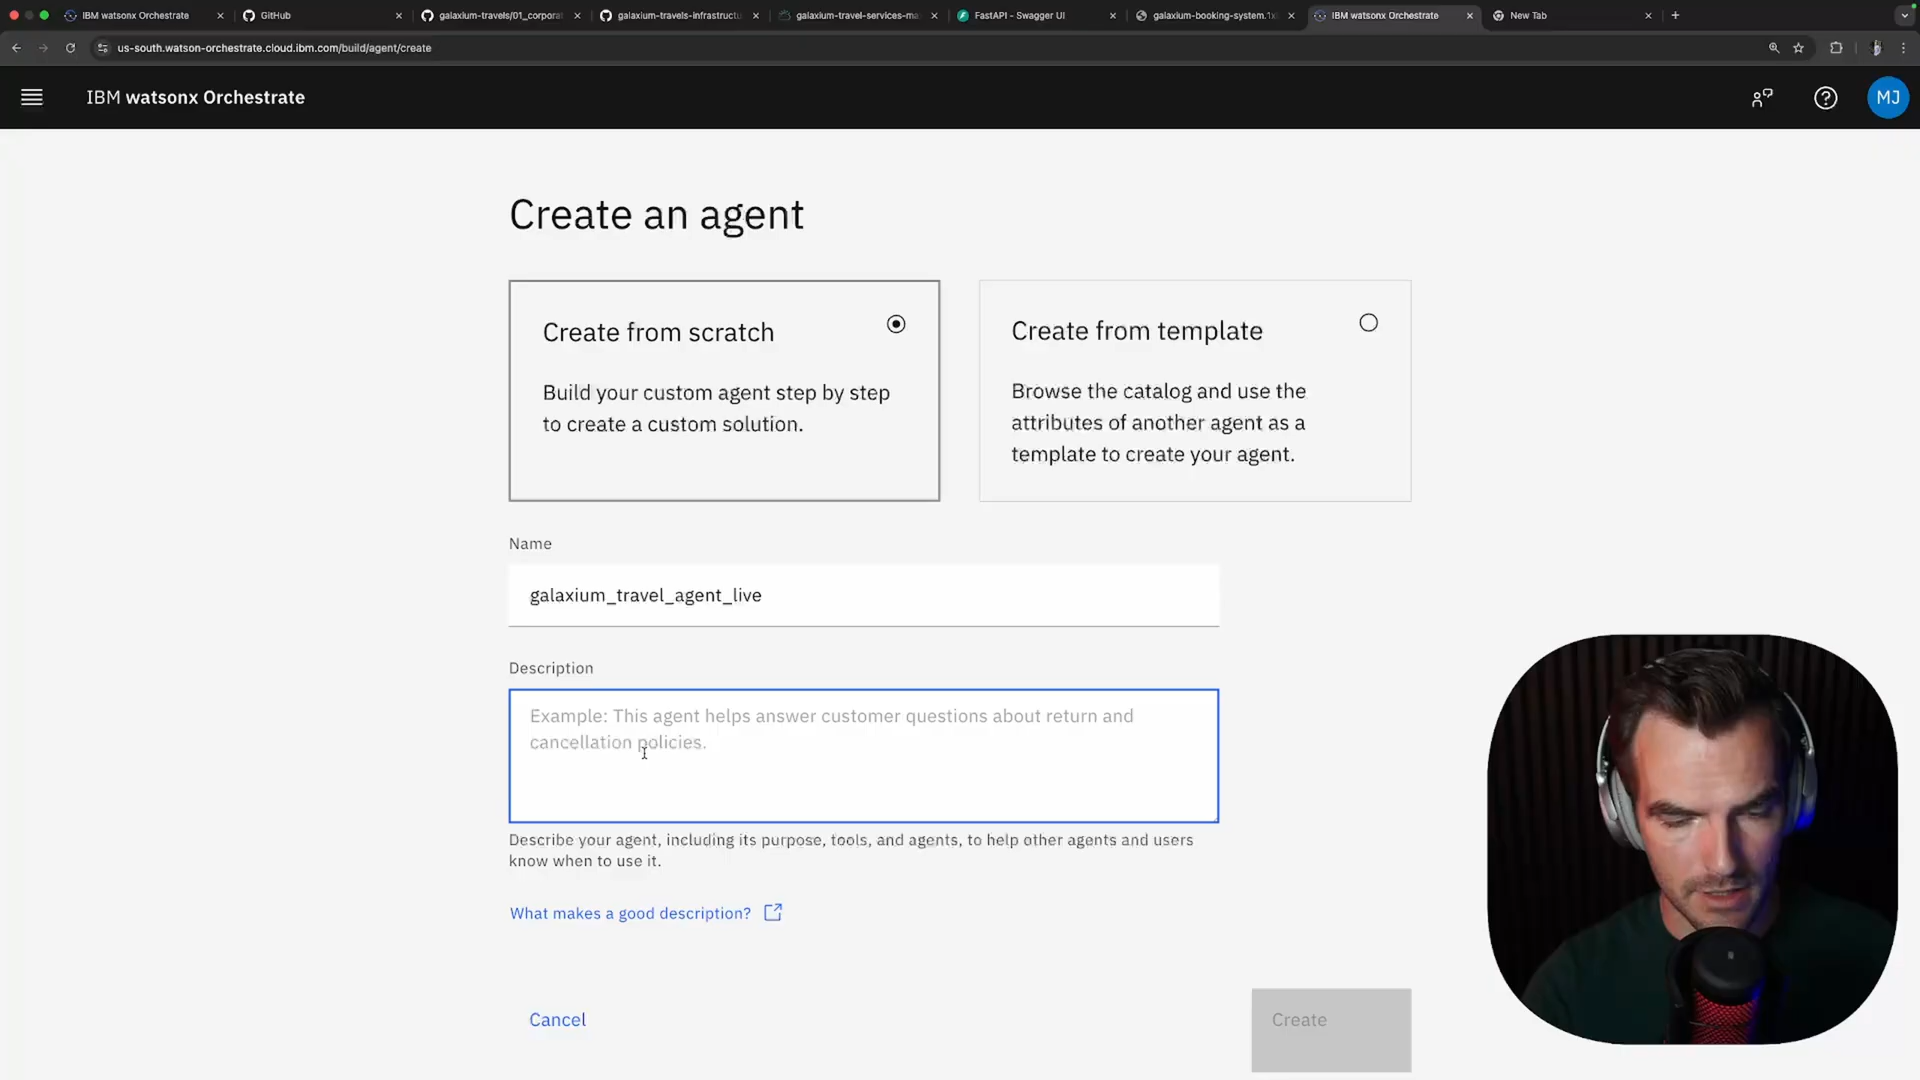 IBM watsonx Orchestrate
GitHub
galaxium-travels/01_corporat
galaxium-travels-infrastructu
galaxium-travel-services-ma
FastAPI - Swagger UI
galaxium-booking-system.1x
IBM watsonx Orchestrate
New Tab
us-south.watson-orchestrate.cloud.ibm.com/build/agent/create
IBM watsonx Orchestrate
MJ
Create an agent
Create from scratch
Build your custom agent step by step
to create a custom solution.
Create from template
Browse the catalog and use the
attributes of another agent as a
template to create your agent.
Name
galaxium_travel_agent_live
Description
Example: This agent helps answer customer questions about return and
cancellation policies.
Describe your agent, including its purpose, tools, and agents, to help other agents and users
know when to use it.
What makes a good description?
Cancel
Create